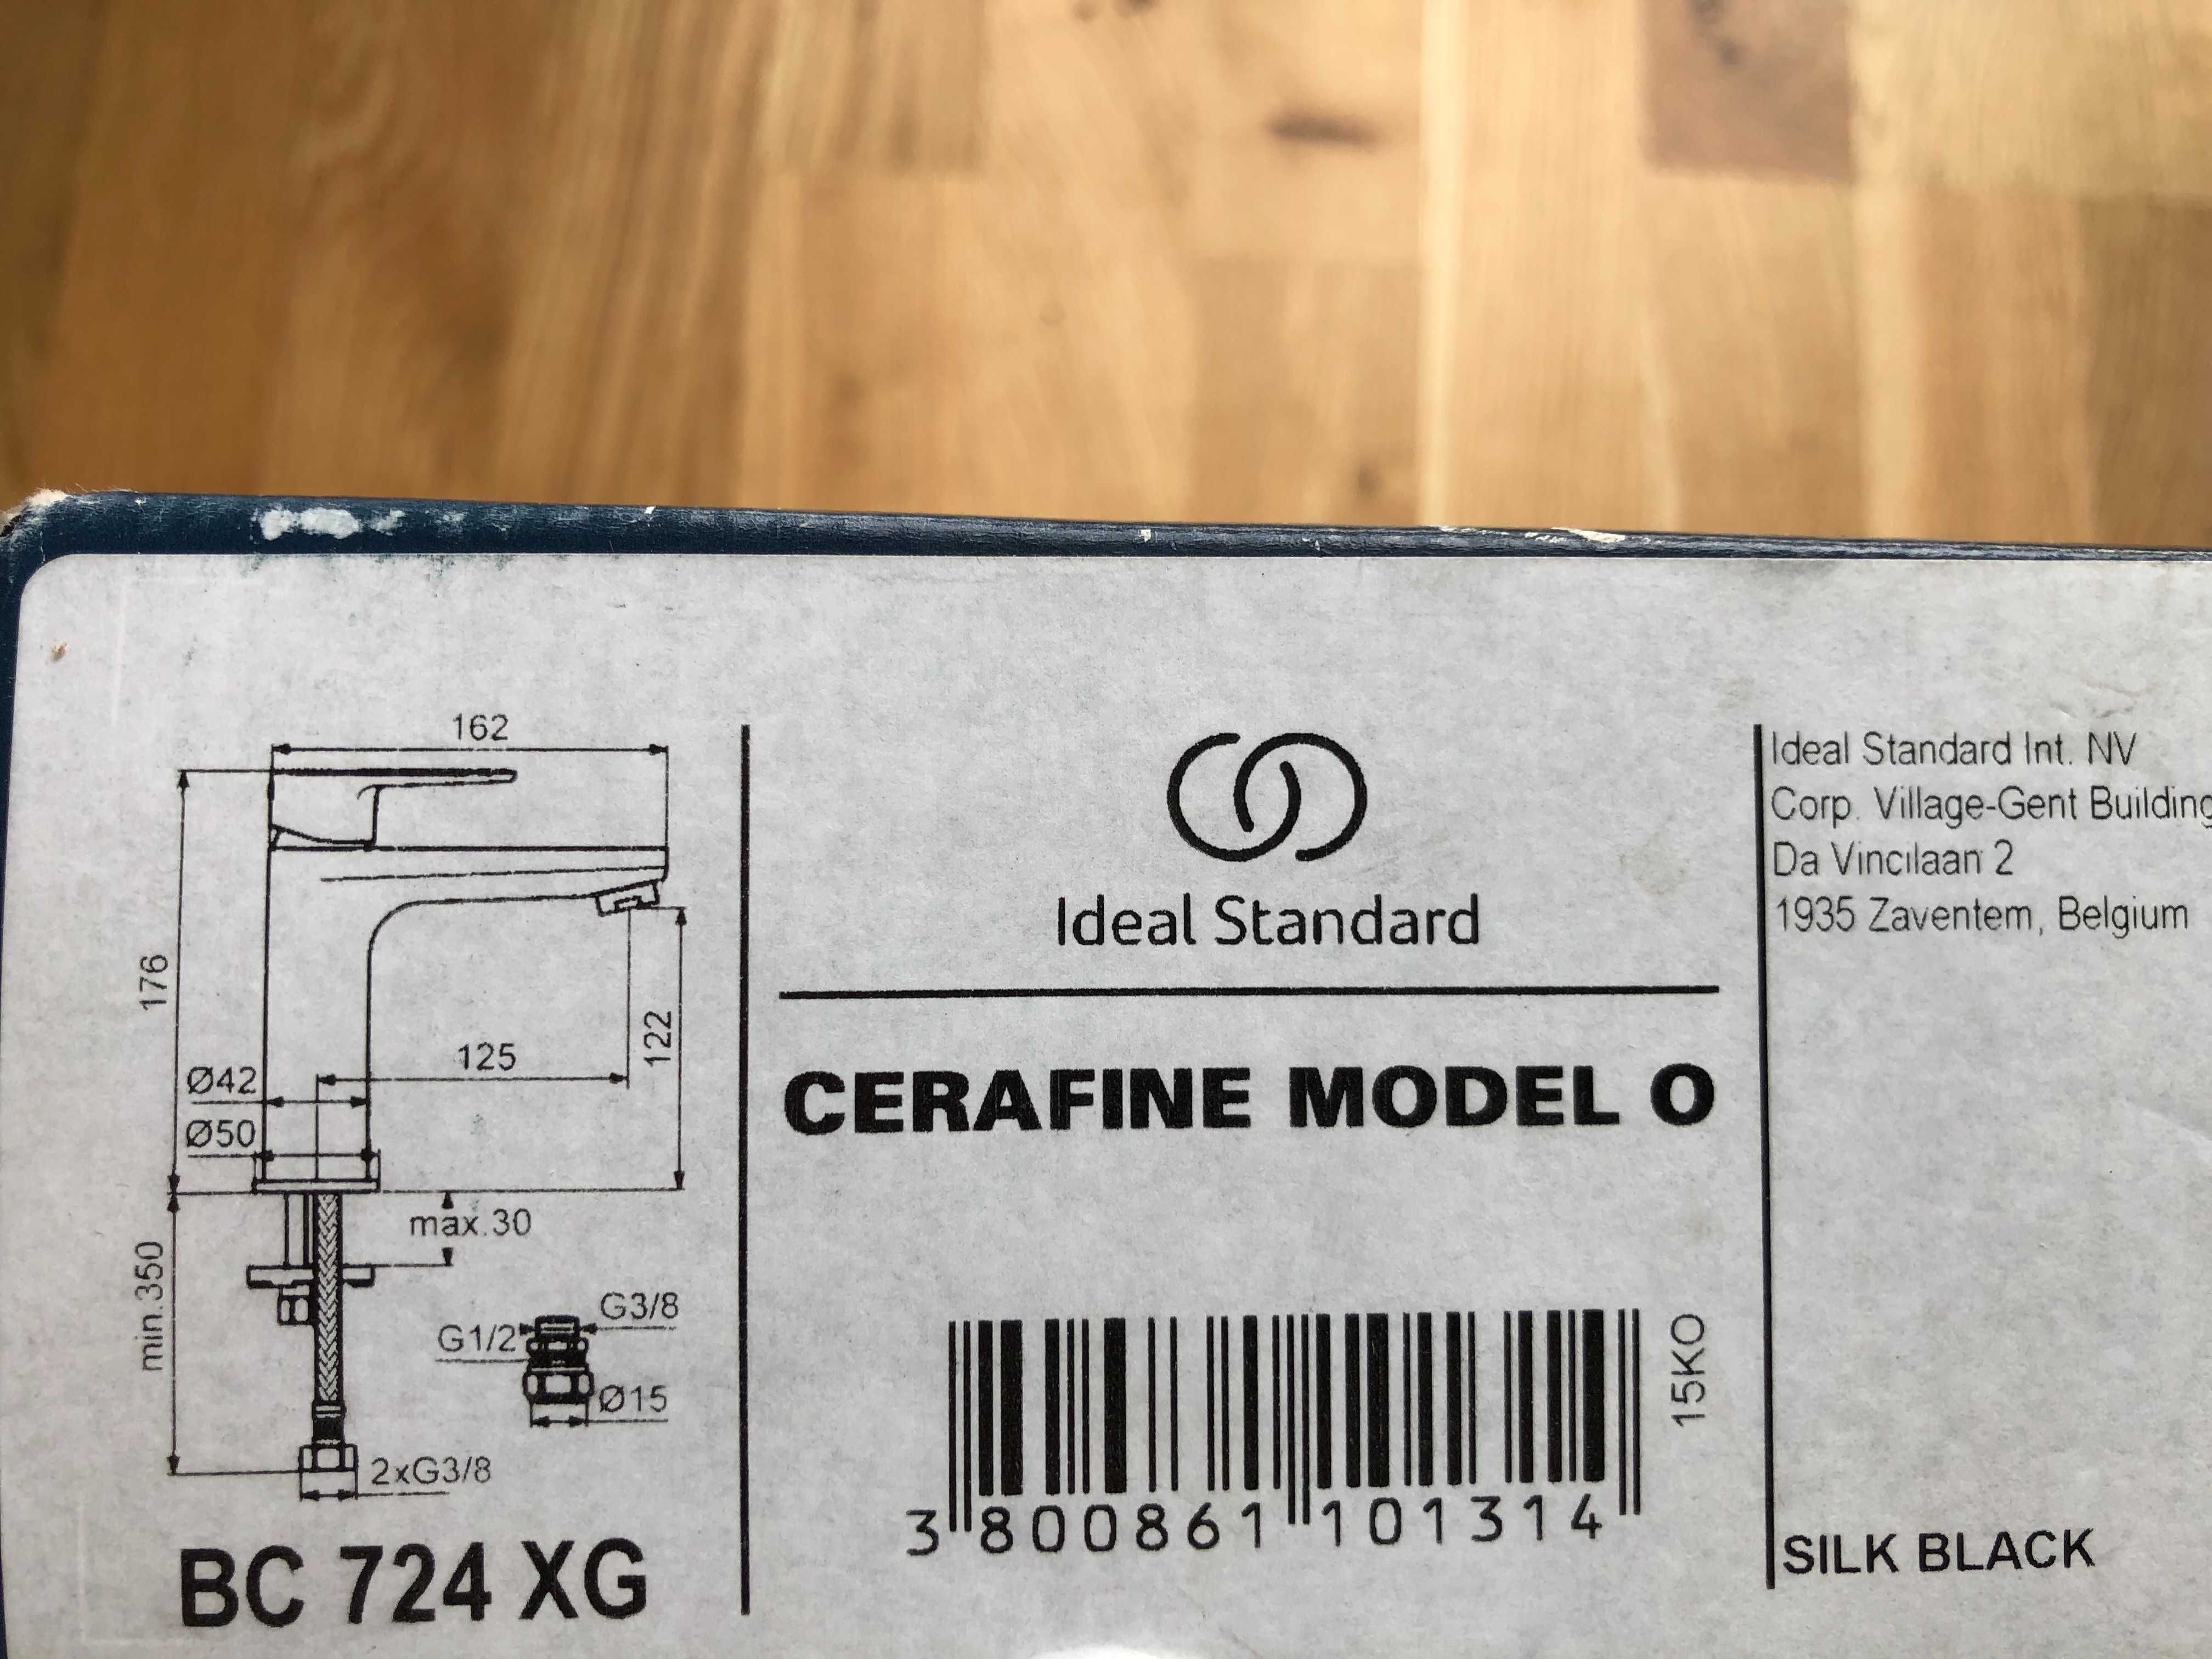 162
176
122
125
Ø42
Ø50
max.30
min.350
G3/8
G1/2
Ø15
2xG3/8
BC 724 XG
Ideal Standard
CERAFINE MODEL O
15KO
3 800861 101314
Ideal Standard Int. NV
Corp. Village-Gent Building
Da Vincilaan 2
1935 Zaventem, Belgium
SILK BLACK